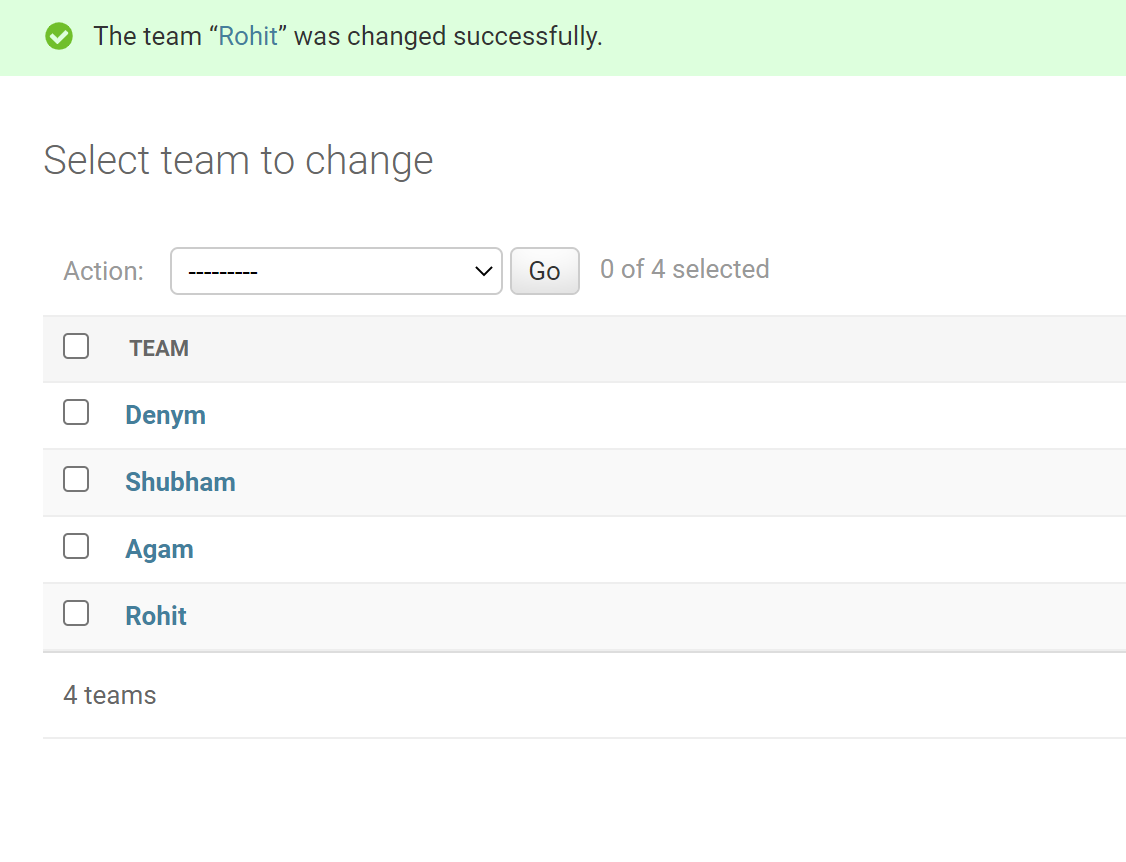 The team “Rohit” was changed successfully.
Select team to change
Action: --------- Go 0 of 4 selected
TEAM
Denym
Shubham
Agam
Rohit
4 teams